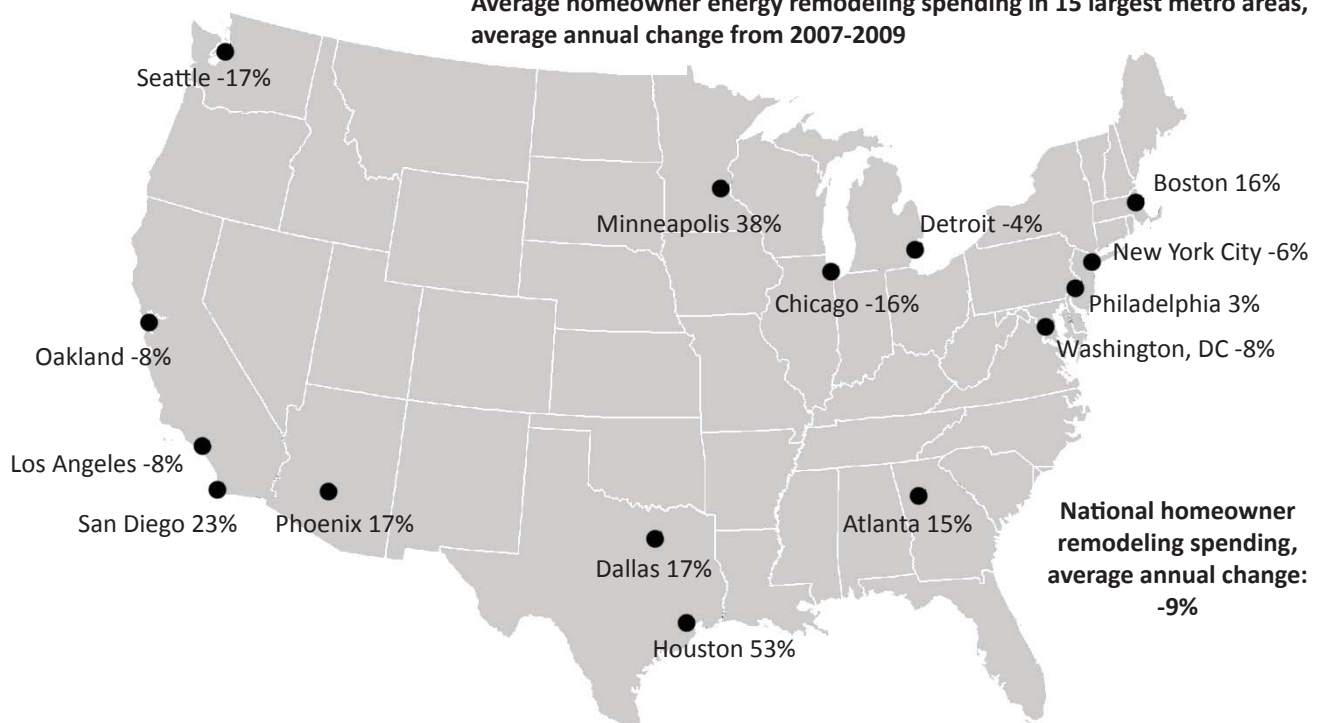 Average homeowner energy remodeling spending in 15 largest metro areas,
average annual change from 2007-2009
Seattle -17%
Minneapolis 38%
Detroit -4%
Boston 16%
New York City -6%
Chicago -16%
Philadelphia 3%
Washington, DC -8%
Oakland -8%
Los Angeles -8%
San Diego 23%
Phoenix 17%
Dallas 17%
Houston 53%
Atlanta 15%
National homeowner
remodeling spending,
average annual change:
-9%